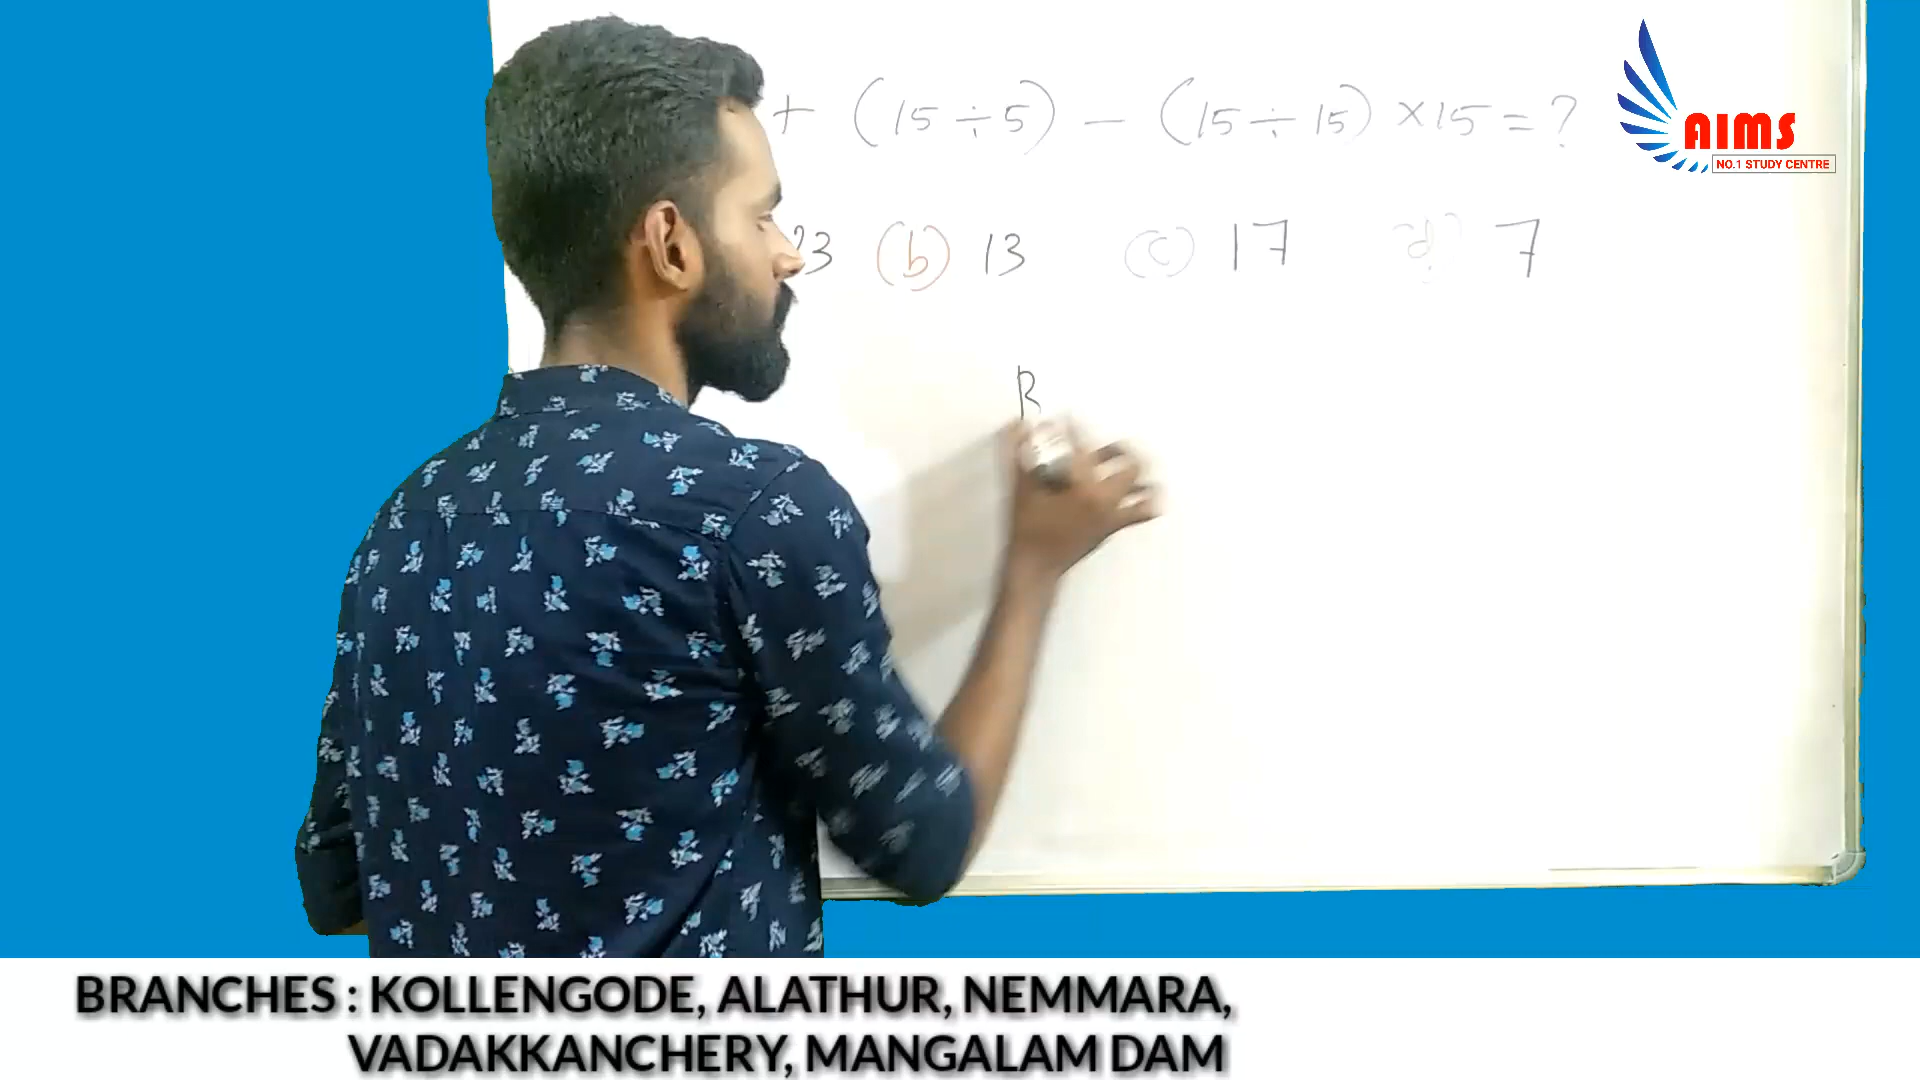 + (15 ÷ 5) - (15 ÷ 15) × 15 = ?
23 (b) 13 (c) 17 (d) 7
B
AIMS
NO.1 STUDY CENTRE
BRANCHES : KOLLENGODE, ALATHUR, NEMMARA,
VADAKKANCHERY, MANGALAM DAM